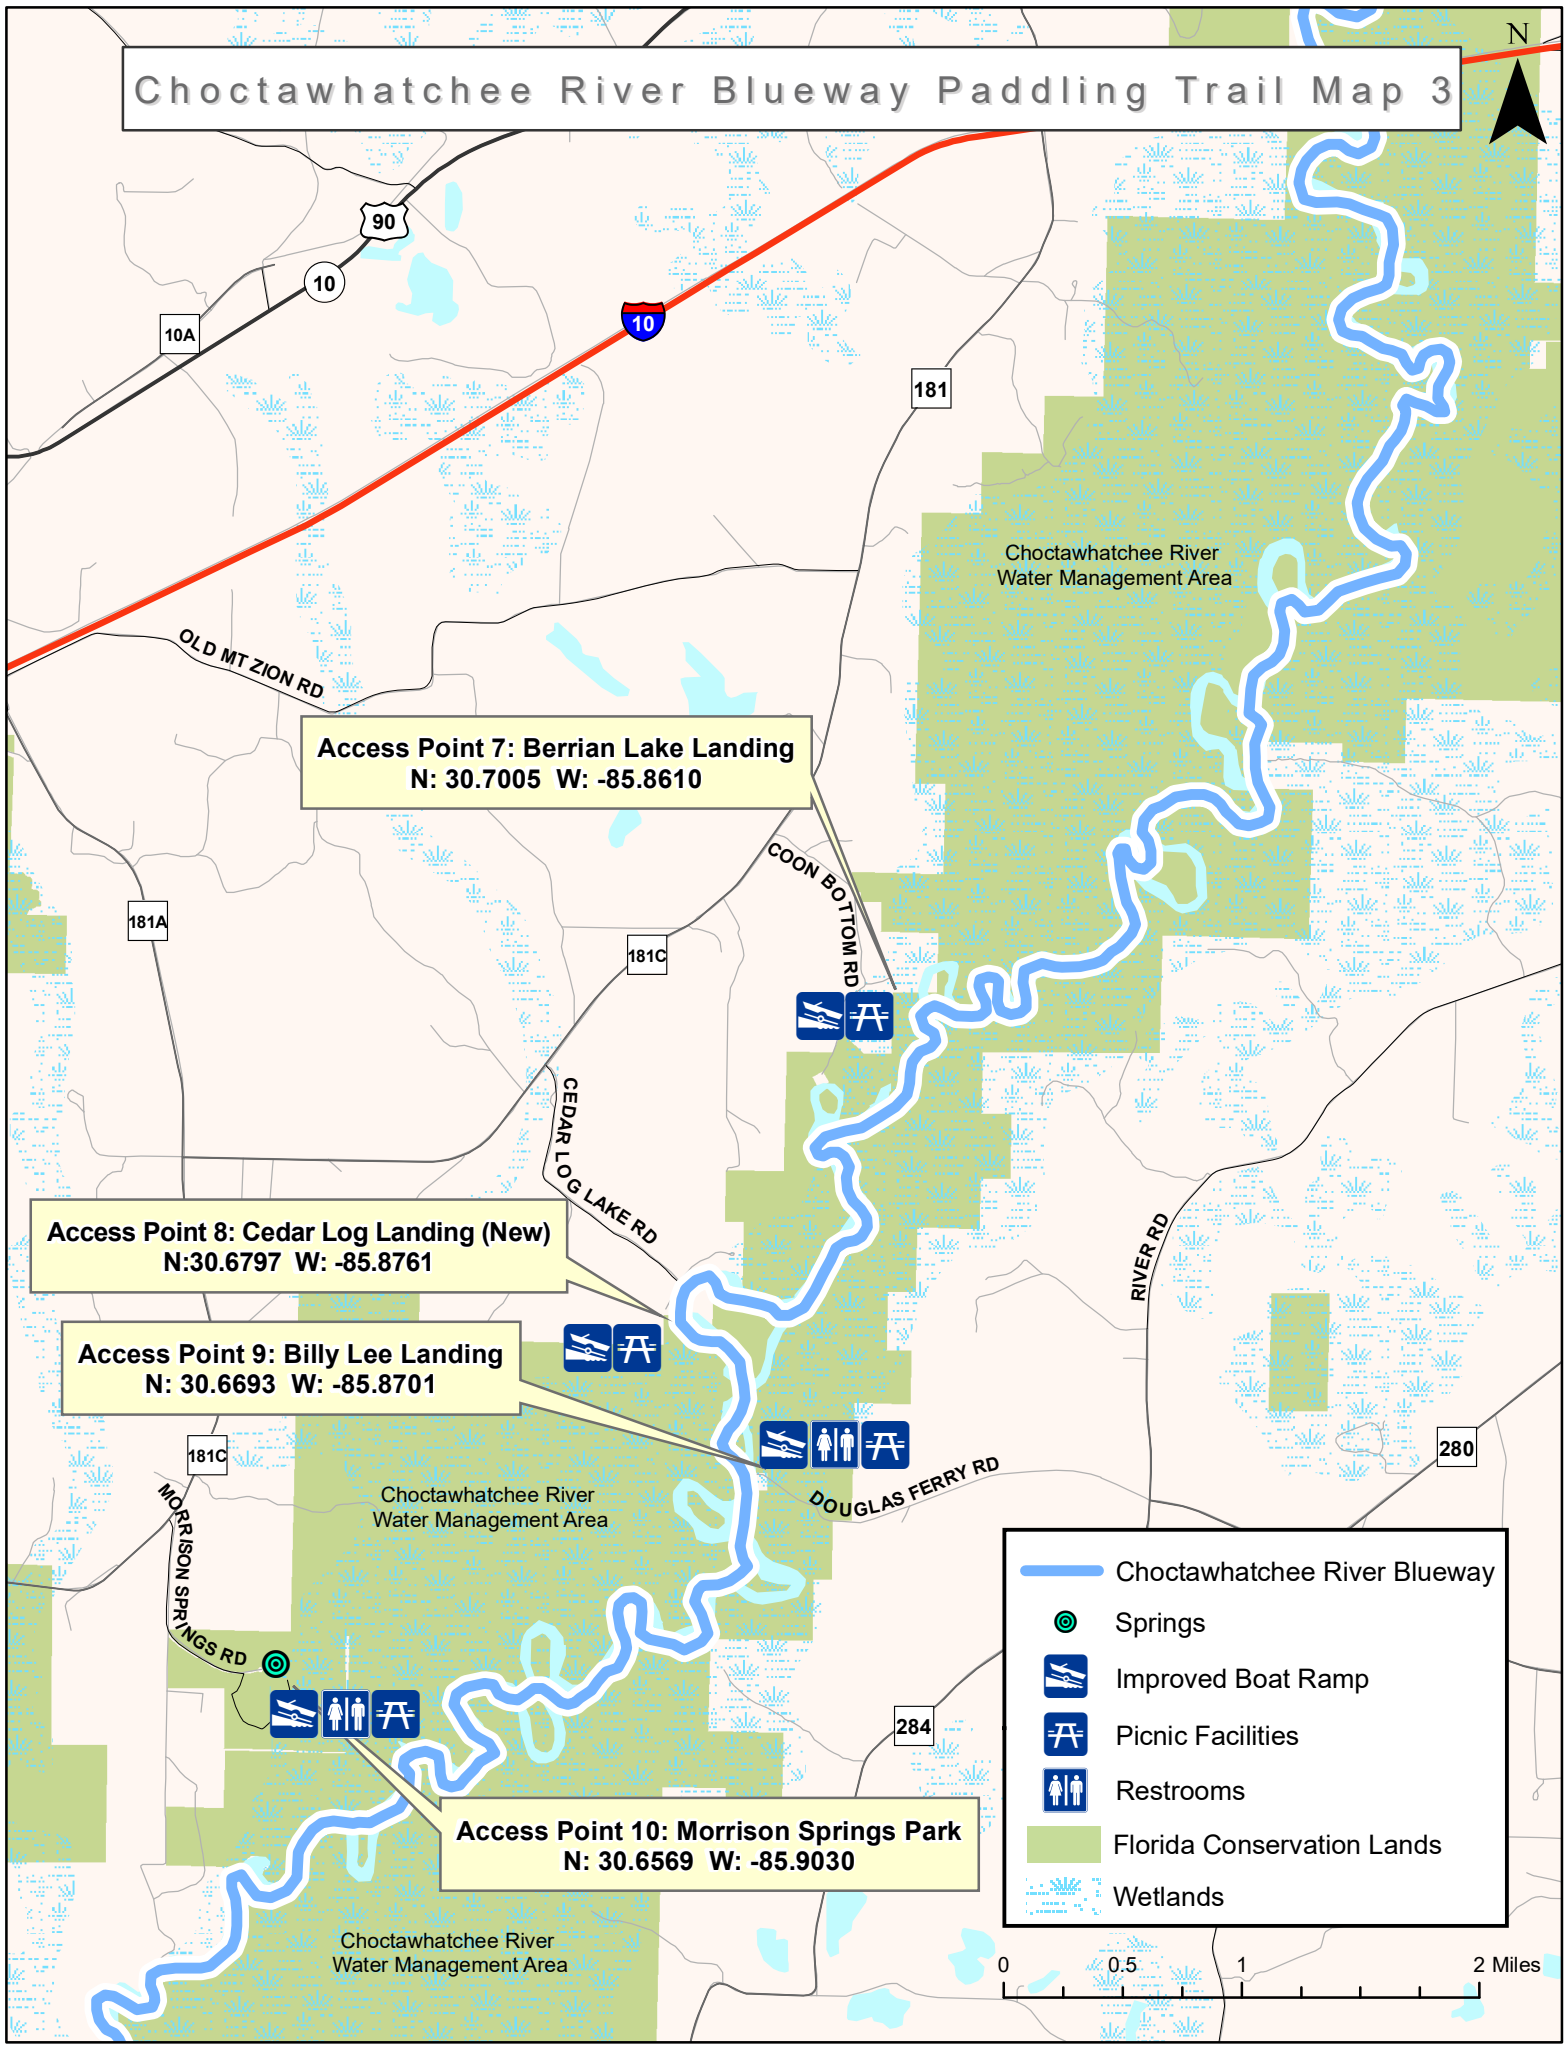 N
Choctawhatchee River Blueway Paddling Trail Map 3
90
10
10
10A
181
Choctawhatchee River
Water Management Area
OLD MT ZION RD
Access Point 7: Berrian Lake Landing
N: 30.7005 W: -85.8610
COON BOTTOM RD
181A
181C
CEDAR LOG LAKE RD
Access Point 8: Cedar Log Landing (New)
N:30.6797 W: -85.8761
RIVER RD
Access Point 9: Billy Lee Landing
N: 30.6693 W: -85.8701
181C
280
DOUGLAS FERRY RD
Choctawhatchee River
Water Management Area
MORRISON SPRINGS RD
284
Choctawhatchee River Blueway
Springs
Improved Boat Ramp
Picnic Facilities
Restrooms
Florida Conservation Lands
Wetlands
Access Point 10: Morrison Springs Park
N: 30.6569 W: -85.9030
Choctawhatchee River
Water Management Area
0 0.5 1 2 Miles